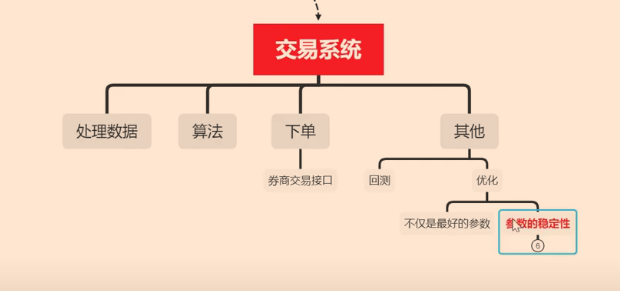 交易系统
处理数据
算法
下单
其他
券商交易接口
回测
优化
不仅是最好的参数
参数的稳定性
6